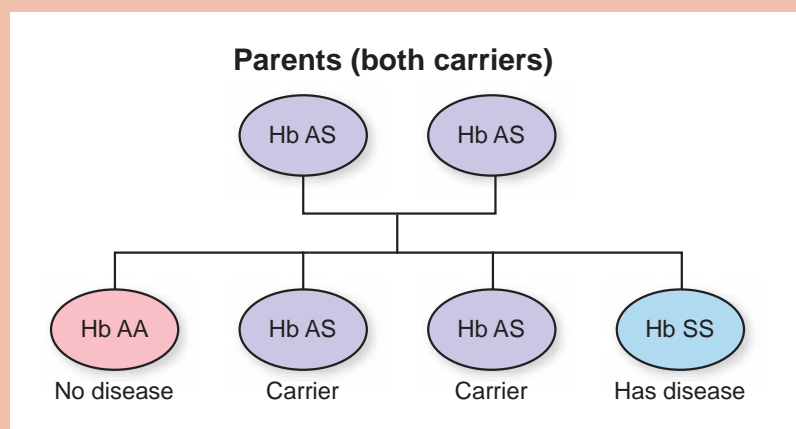 Parents (both carriers)
Hb AS Hb AS
Hb AA Hb AS Hb AS Hb SS
No disease Carrier Carrier Has disease